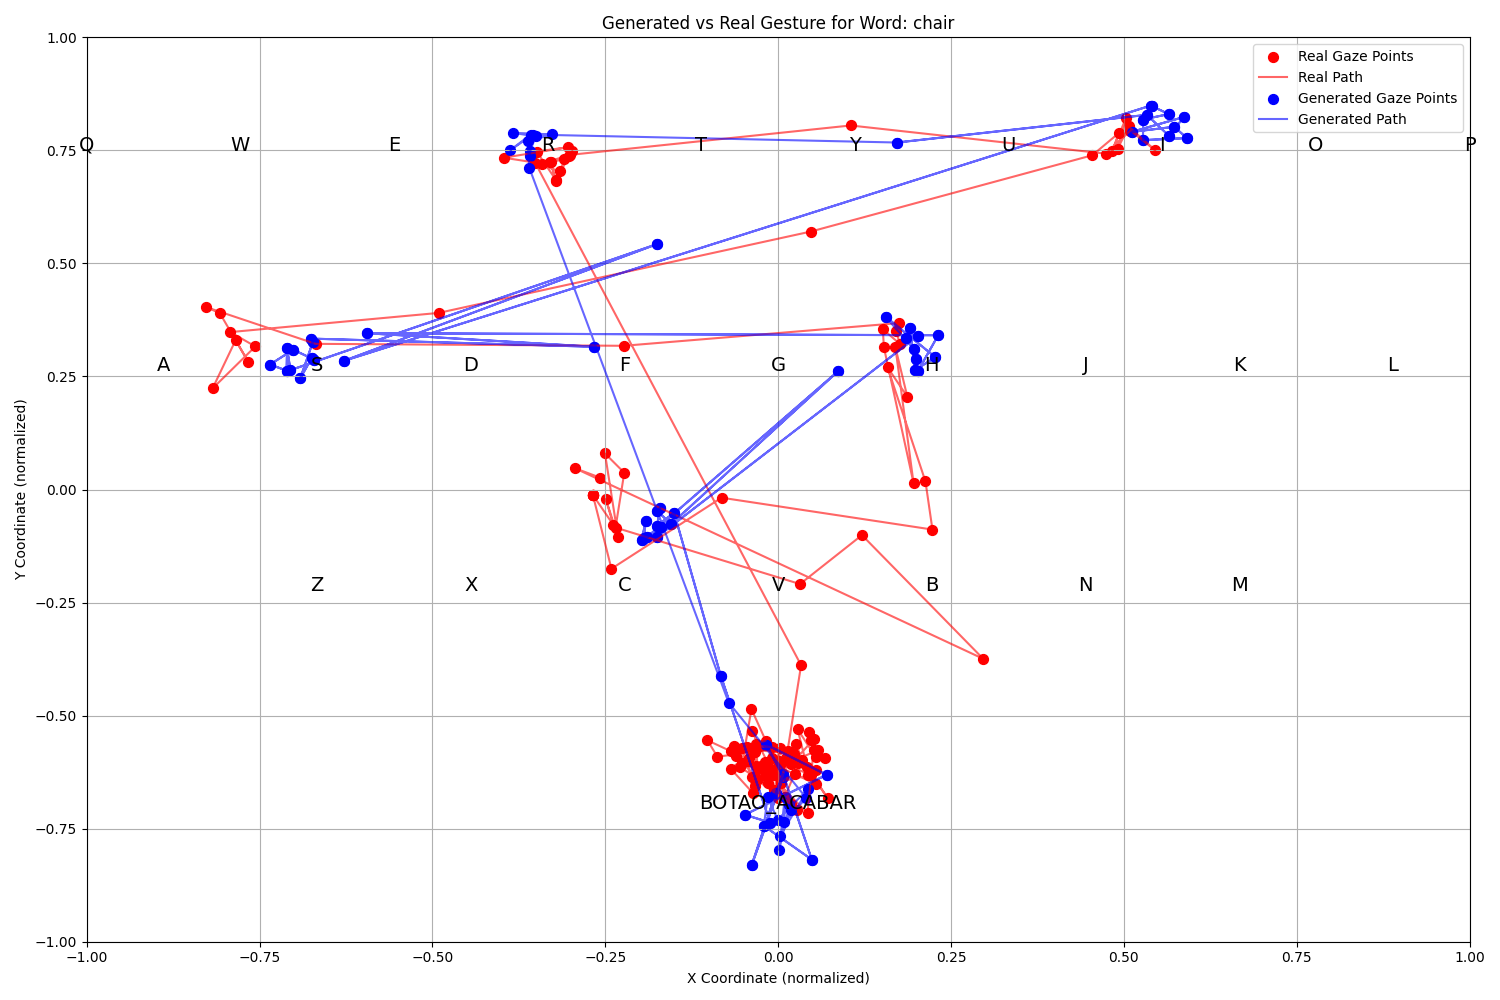 Generated vs Real Gesture for Word: chair
Real Gaze Points
Real Path
Generated Gaze Points
Generated Path
1.00
0.75
0.50
0.25
0.00
−0.25
−0.50
−0.75
−1.00
Y Coordinate (normalized)
Q W E R T Y U I O P
A S D F G H J K L
Z X C V B N M
BOTAO_ACABAR
−1.00 −0.75 −0.50 −0.25 0.00 0.25 0.50 0.75 1.00
X Coordinate (normalized)